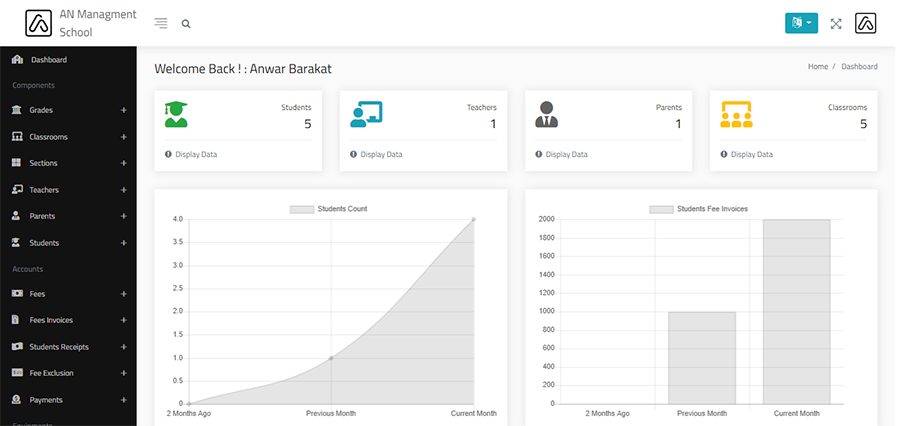 AN Managment
School
Dashboard
Components
Grades +
Classrooms +
Sections +
Teachers +
Parents +
Students +
Accounts
Fees +
Fees Invoices +
Students Receipts +
Fee Exclusion +
Payments +
Welcome Back ! : Anwar Barakat
Home / Dashboard
Students
5
Display Data
Teachers
1
Display Data
Parents
1
Display Data
Classrooms
5
Display Data
Students Count
4.0
3.5
3.0
2.5
2.0
1.5
1.0
0.5
0
2 Months Ago Previous Month Current Month
Students Fee Invoices
2000
1800
1600
1400
1200
1000
800
600
400
200
0
2 Months Ago Previous Month Current Month